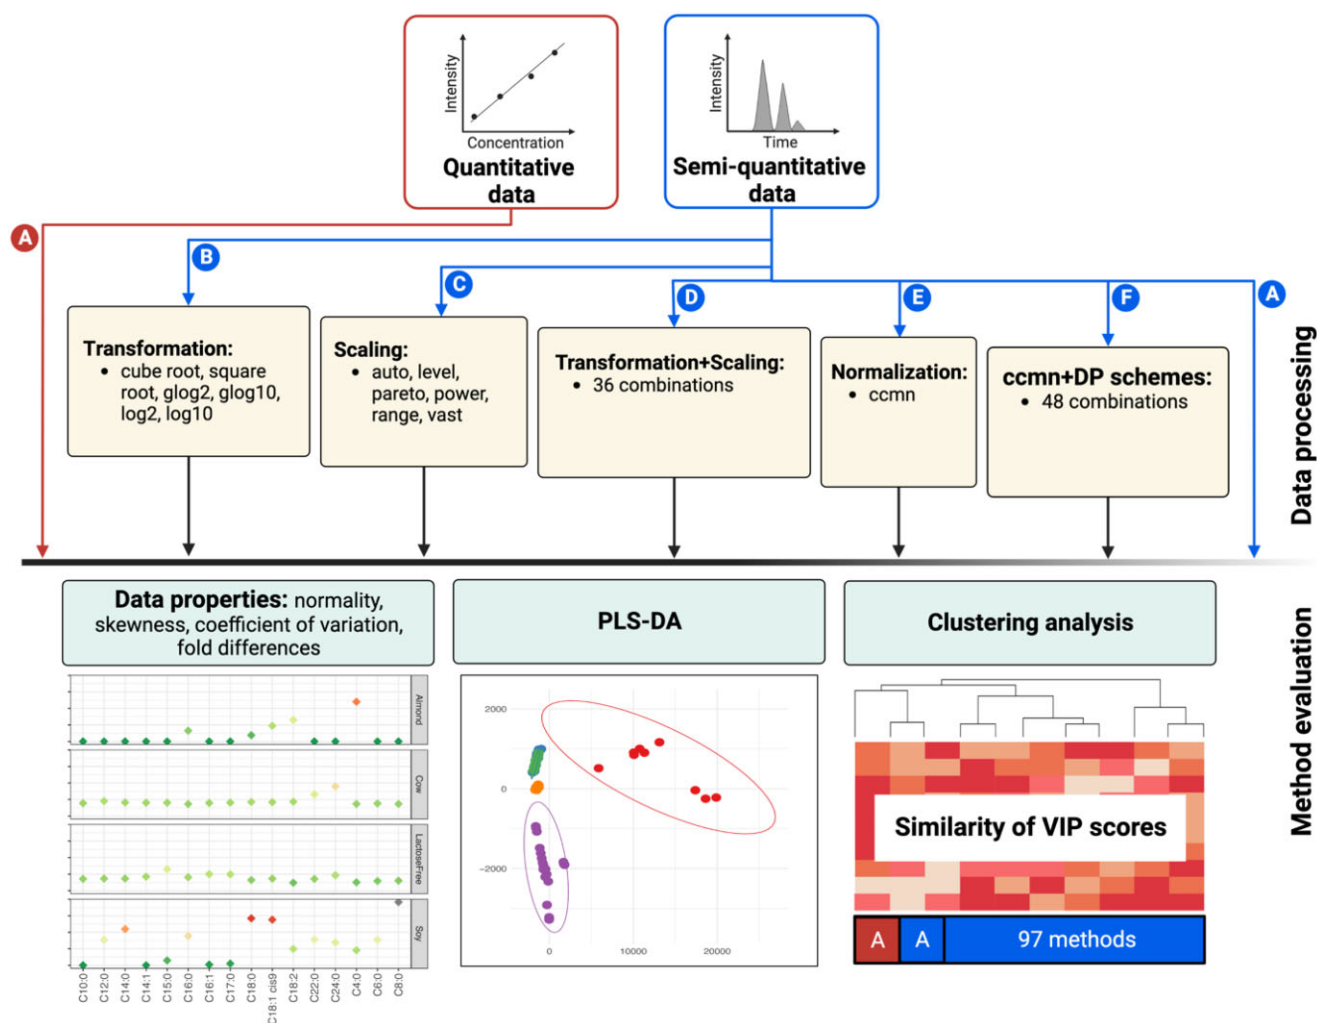 Intensity
Concentration
Quantitative
data
Intensity
Time
Semi-quantitative
data
A
B
C
D
E
F
A
Transformation:
• cube root, square
root, glog2, glog10,
log2, log10
Scaling:
• auto, level,
pareto, power,
range, vast
Transformation+Scaling:
• 36 combinations
Normalization:
• ccmn
ccmn+DP schemes:
• 48 combinations
Data processing
Data properties: normality,
skewness, coefficient of variation,
fold differences
PLS-DA
Clustering analysis
Method evaluation
Almond
Cow
LactoseFree
Soy
C10:0
C12:0
C14:0
C14:1
C15:0
C16:0
C16:1
C17:0
C18:0
C18:1 cis9
C18:2
C22:0
C24:0
C4:0
C6:0
C8:0
2000
0
−2000
0
10000
20000
Similarity of VIP scores
A
A
97 methods